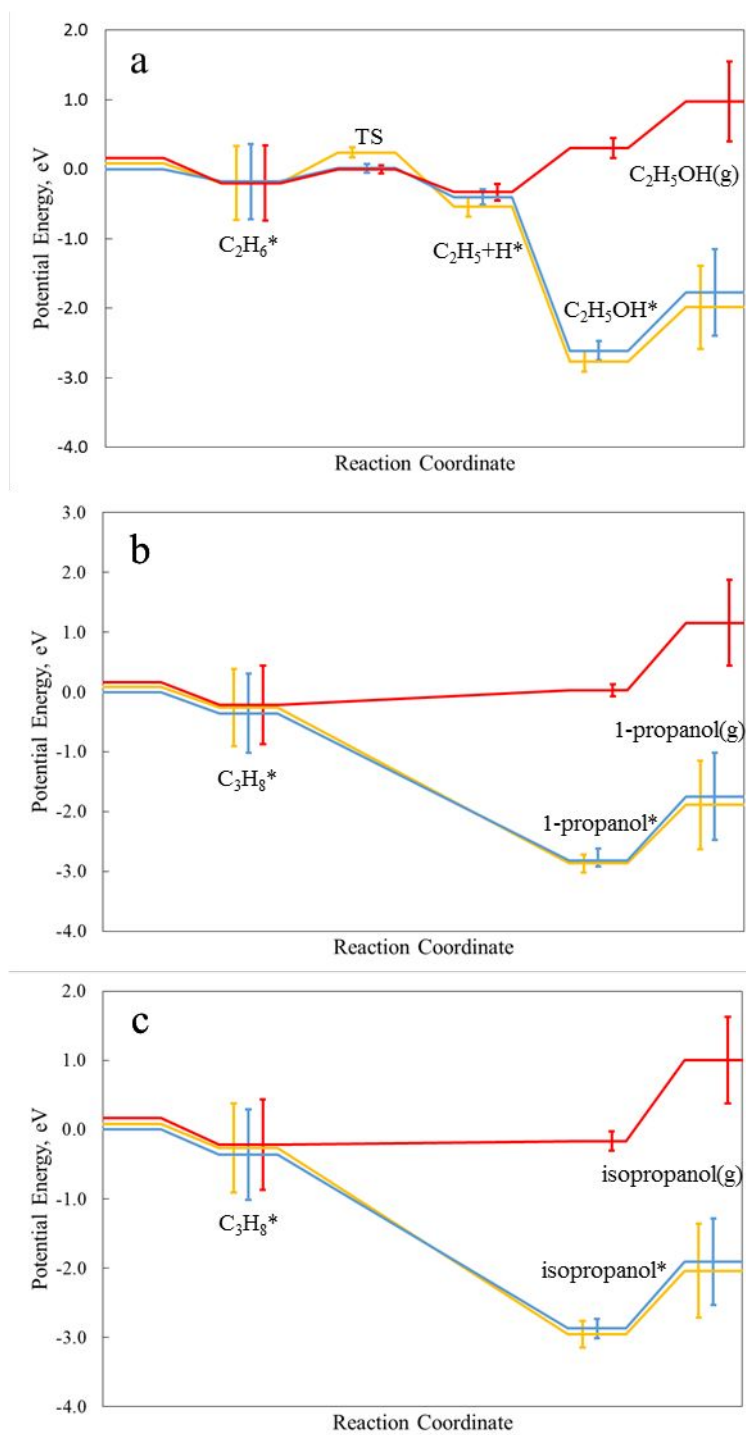 a
2.0
1.0
0.0
-1.0
-2.0
-3.0
-4.0
Potential Energy, eV
C₂H₆*
TS
C₂H₅+H*
C₂H₅OH*
C₂H₅OH(g)
Reaction Coordinate
b
3.0
2.0
1.0
0.0
-1.0
-2.0
-3.0
-4.0
Potential Energy, eV
C₃H₈*
1-propanol*
1-propanol(g)
Reaction Coordinate
c
2.0
1.0
0.0
-1.0
-2.0
-3.0
-4.0
Potential Energy, eV
C₃H₈*
isopropanol*
isopropanol(g)
Reaction Coordinate